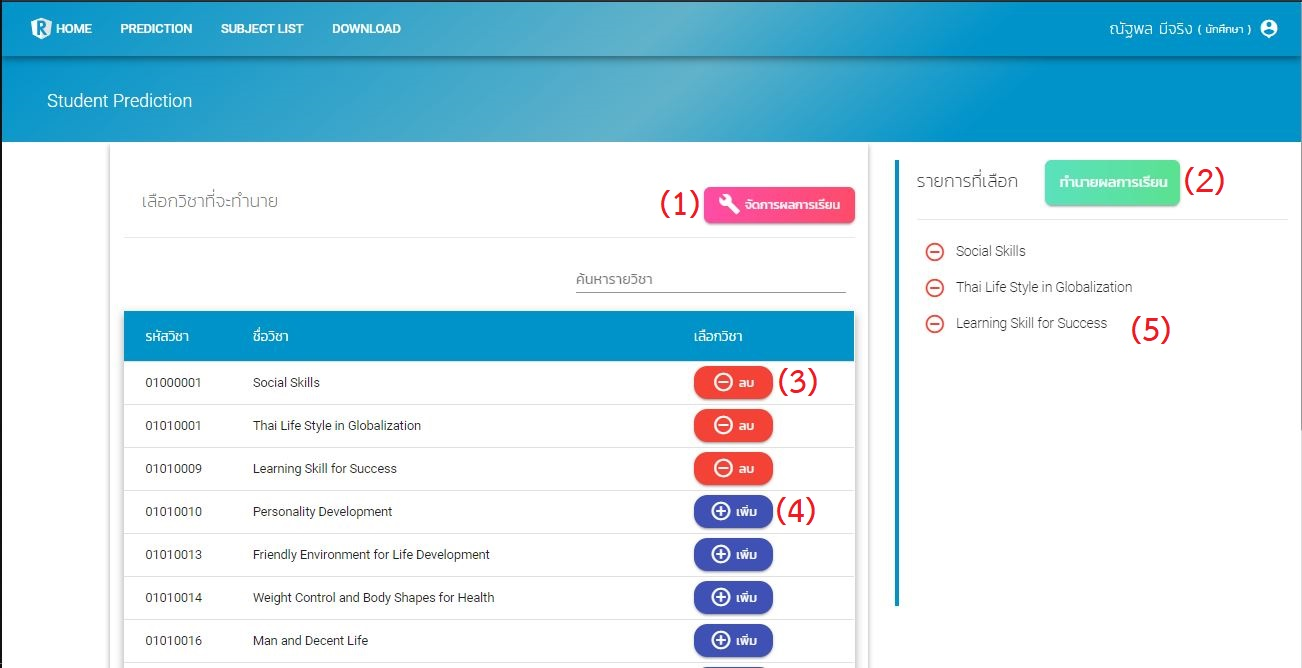 R HOME PREDICTION SUBJECT LIST DOWNLOAD ณัฐพล มีจริง ( นักศึกษา )
Student Prediction
เลือกวิชาที่จะทำนาย
(1) จัดการผลการเรียน
ค้นหารายวิชา
รหัสวิชา ชื่อวิชา เลือกวิชา
01000001 Social Skills ลบ (3)
01010001 Thai Life Style in Globalization ลบ
01010009 Learning Skill for Success ลบ
01010010 Personality Development เพิ่ม (4)
01010013 Friendly Environment for Life Development เพิ่ม
01010014 Weight Control and Body Shapes for Health เพิ่ม
01010016 Man and Decent Life เพิ่ม
รายการที่เลือก ทำนายผลการเรียน (2)
Social Skills
Thai Life Style in Globalization
Learning Skill for Success (5)